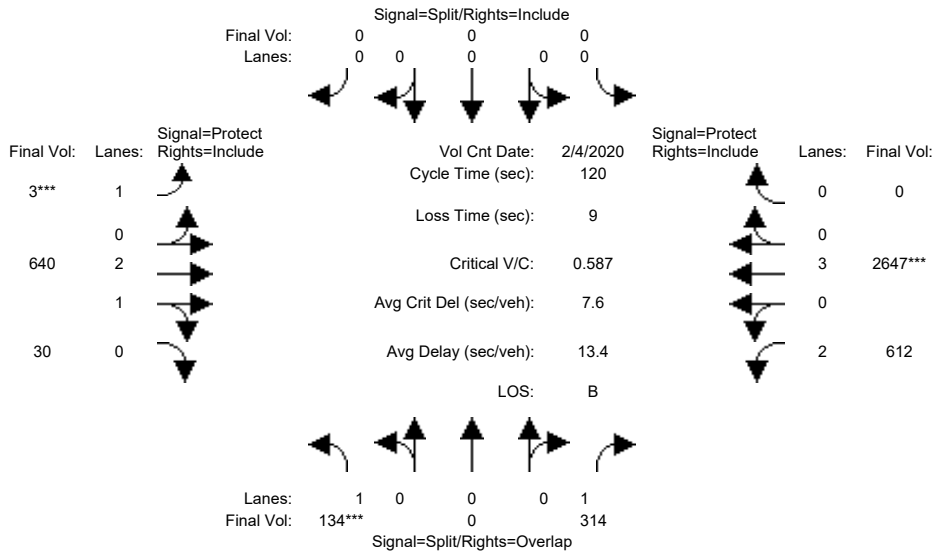 Signal=Split/Rights=Include
Final Vol: 0 0 0
Lanes: 0 0 0 0 0
Signal=Protect Signal=Protect
Final Vol: Lanes: Rights=Include Vol Cnt Date: 2/4/2020 Rights=Include Lanes: Final Vol:
Cycle Time (sec): 120
3*** 1 0 0
Loss Time (sec): 9
0 0
640 2 Critical V/C: 0.587 3 2647***
1 Avg Crit Del (sec/veh): 7.6 0
30 0 Avg Delay (sec/veh): 13.4 2 612
LOS: B
Lanes: 1 0 0 0 1
Final Vol: 134*** 0 314
Signal=Split/Rights=Overlap